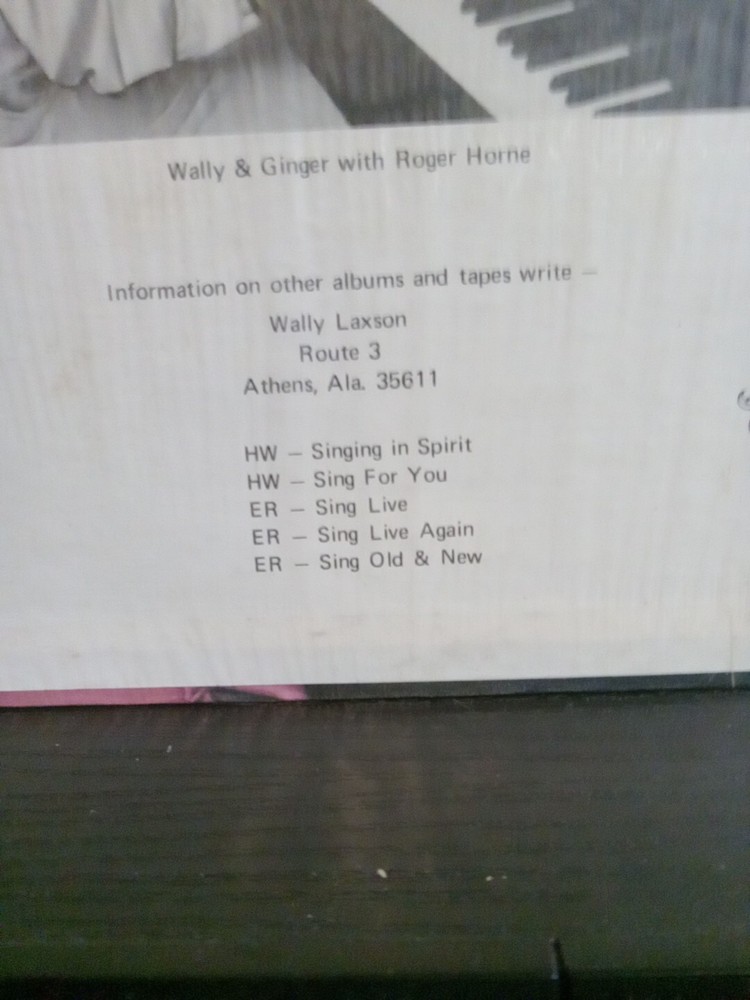 Wally & Ginger with Roger Horne
Information on other albums and tapes write —
Wally Laxson
Route 3
Athens, Ala. 35611
HW — Singing in Spirit
HW — Sing For You
ER — Sing Live
ER — Sing Live Again
ER — Sing Old & New